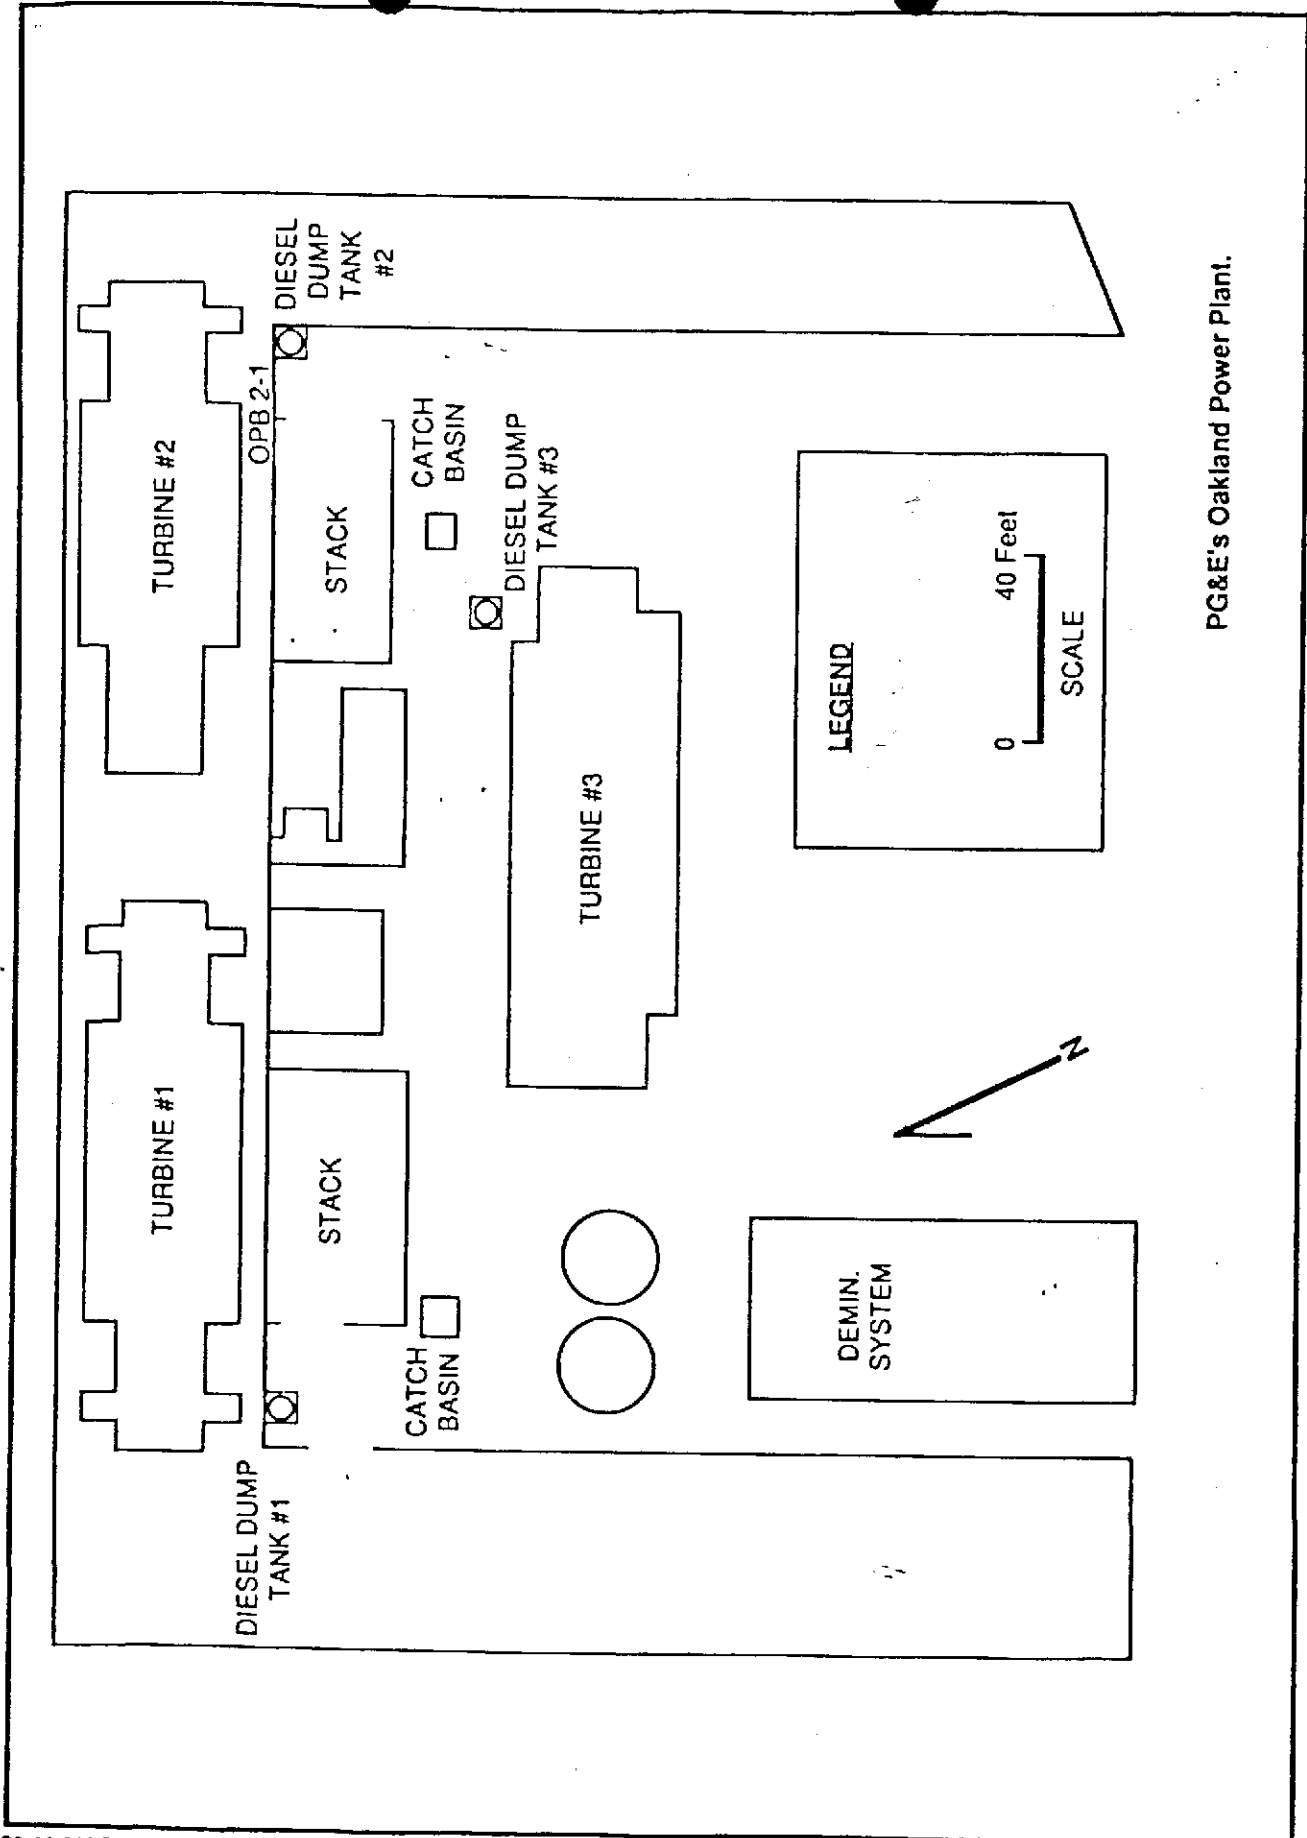 TURBINE #1
TURBINE #2
DIESEL DUMP
TANK #1
OPB 2-1
DIESEL
DUMP
TANK
#2
STACK
STACK
CATCH
BASIN
CATCH
BASIN
DIESEL DUMP
TANK #3
TURBINE #3
DEMIN.
SYSTEM
N
LEGEND
0
40 Feet
SCALE
PG&E's Oakland Power Plant.